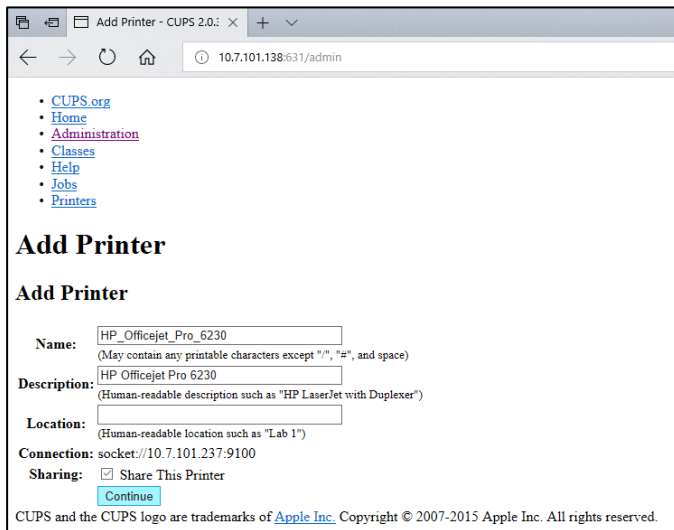 Add Printer - CUPS 2.0.
10.7.101.138:631/admin
CUPS.org
Home
Administration
Classes
Help
Jobs
Printers
Add Printer
Add Printer
Name: HP_Officejet_Pro_6230
(May contain any printable characters except "/", "#", and space)
Description: HP Officejet Pro 6230
(Human-readable description such as "HP LaserJet with Duplexer")
Location:
(Human-readable location such as "Lab 1")
Connection: socket://10.7.101.237:9100
Sharing: Share This Printer
Continue
CUPS and the CUPS logo are trademarks of Apple Inc. Copyright © 2007-2015 Apple Inc. All rights reserved.